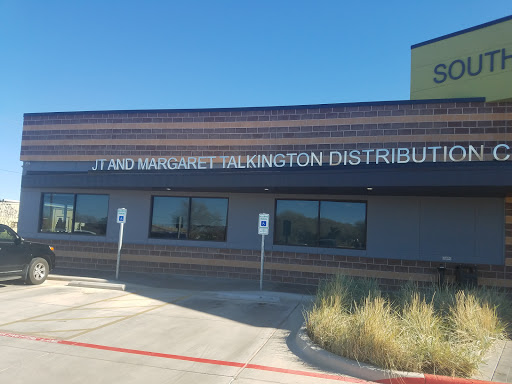 SOUTH
JT AND MARGARET TALKINGTON DISTRIBUTION C